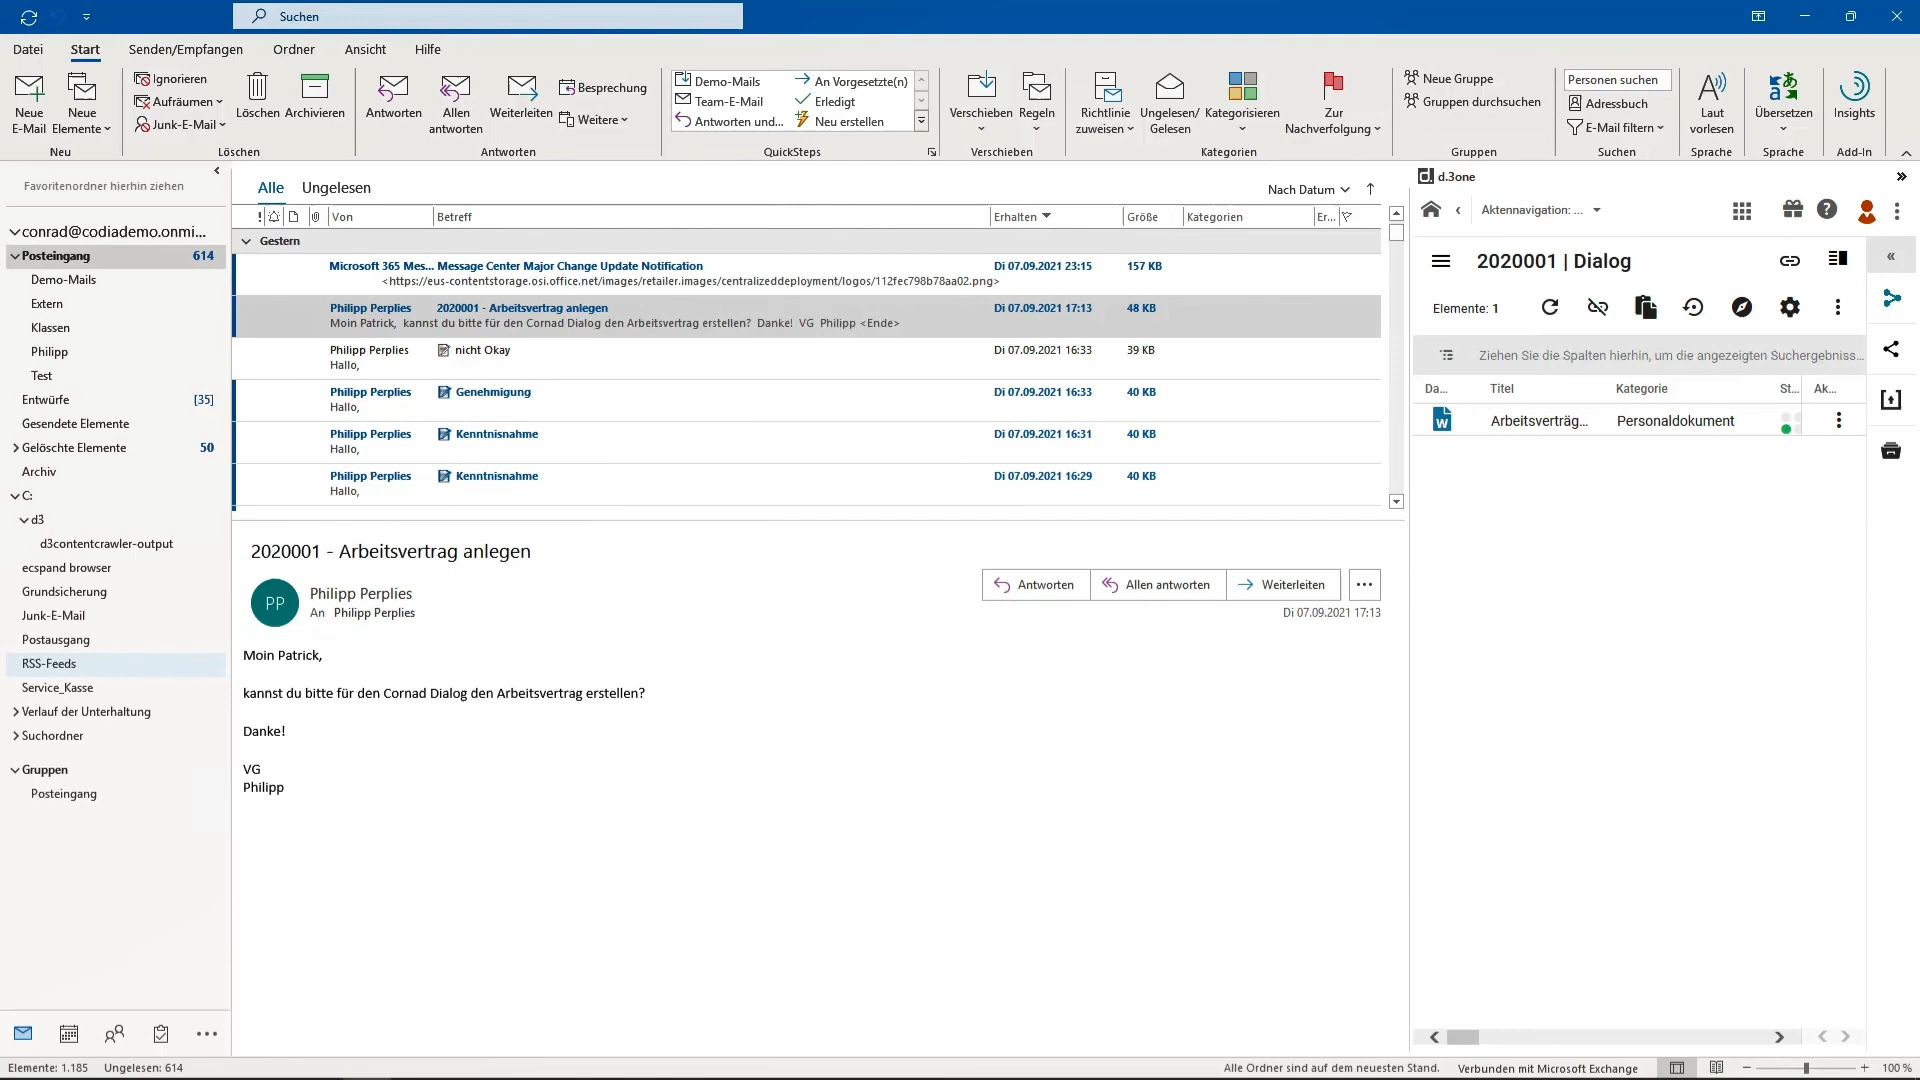 Suchen
Datei Start Senden/Empfangen Ordner Ansicht Hilfe
Neue E-Mail
Neue Elemente
Neu
Ignorieren
Aufräumen
Junk-E-Mail
Löschen
Archivieren
Löschen
Antworten
Allen antworten
Weiterleiten
Besprechung
Weitere
Antworten
Demo-Mails
Team-E-Mail
Antworten und...
An Vorgesetzte(n)
Erledigt
Neu erstellen
QuickSteps
Verschieben
Regeln
Verschieben
Richtlinie zuweisen
Ungelesen/ Gelesen
Kategorisieren
Zur Nachverfolgung
Kategorien
Neue Gruppe
Gruppen durchsuchen
Gruppen
Personen suchen
Adressbuch
E-Mail filtern
Suchen
Laut vorlesen
Sprache
Übersetzen
Sprache
Insights
Add-In
Favoritenordner hierhin ziehen
conrad@codiademo.onmi...
Posteingang 614
Demo-Mails
Extern
Klassen
Philipp
Test
Entwürfe [35]
Gesendete Elemente
Gelöschte Elemente 50
Archiv
C:
d3
d3contentcrawler-output
ecspand browser
Grundsicherung
Junk-E-Mail
Postausgang
RSS-Feeds
Service_Kasse
Verlauf der Unterhaltung
Suchordner
Gruppen
Posteingang
Alle Ungelesen Nach Datum
! Von Betreff Erhalten Größe Kategorien Er...
Gestern
Microsoft 365 Mes... Message Center Major Change Update Notification Di 07.09.2021 23:15 157 KB
<https://eus-contentstorage.osi.office.net/images/retailer.images/centralizeddeployment/logos/112fec798b78aa02.png>
Philipp Perplies 2020001 - Arbeitsvertrag anlegen Di 07.09.2021 17:13 48 KB
Moin Patrick, kannst du bitte für den Cornad Dialog den Arbeitsvertrag erstellen? Danke! VG Philipp <Ende>
Philipp Perplies nicht Okay Di 07.09.2021 16:33 39 KB
Hallo,
Philipp Perplies Genehmigung Di 07.09.2021 16:33 40 KB
Hallo,
Philipp Perplies Kenntnisnahme Di 07.09.2021 16:31 40 KB
Hallo,
Philipp Perplies Kenntnisnahme Di 07.09.2021 16:29 40 KB
Hallo,
2020001 - Arbeitsvertrag anlegen
PP
Philipp Perplies
An Philipp Perplies
Antworten Allen antworten Weiterleiten ...
Di 07.09.2021 17:13
Moin Patrick,
kannst du bitte für den Cornad Dialog den Arbeitsvertrag erstellen?
Danke!
VG
Philipp
d. d.3one
Aktennavigation: ...
2020001 | Dialog
Elemente: 1
Ziehen Sie die Spalten hierhin, um die angezeigten Suchergebniss...
Da... Titel Kategorie St... Ak...
W Arbeitsverträg... Personaldokument
Elemente: 1.185 Ungelesen: 614
Alle Ordner sind auf dem neuesten Stand. Verbunden mit Microsoft Exchange 100 %